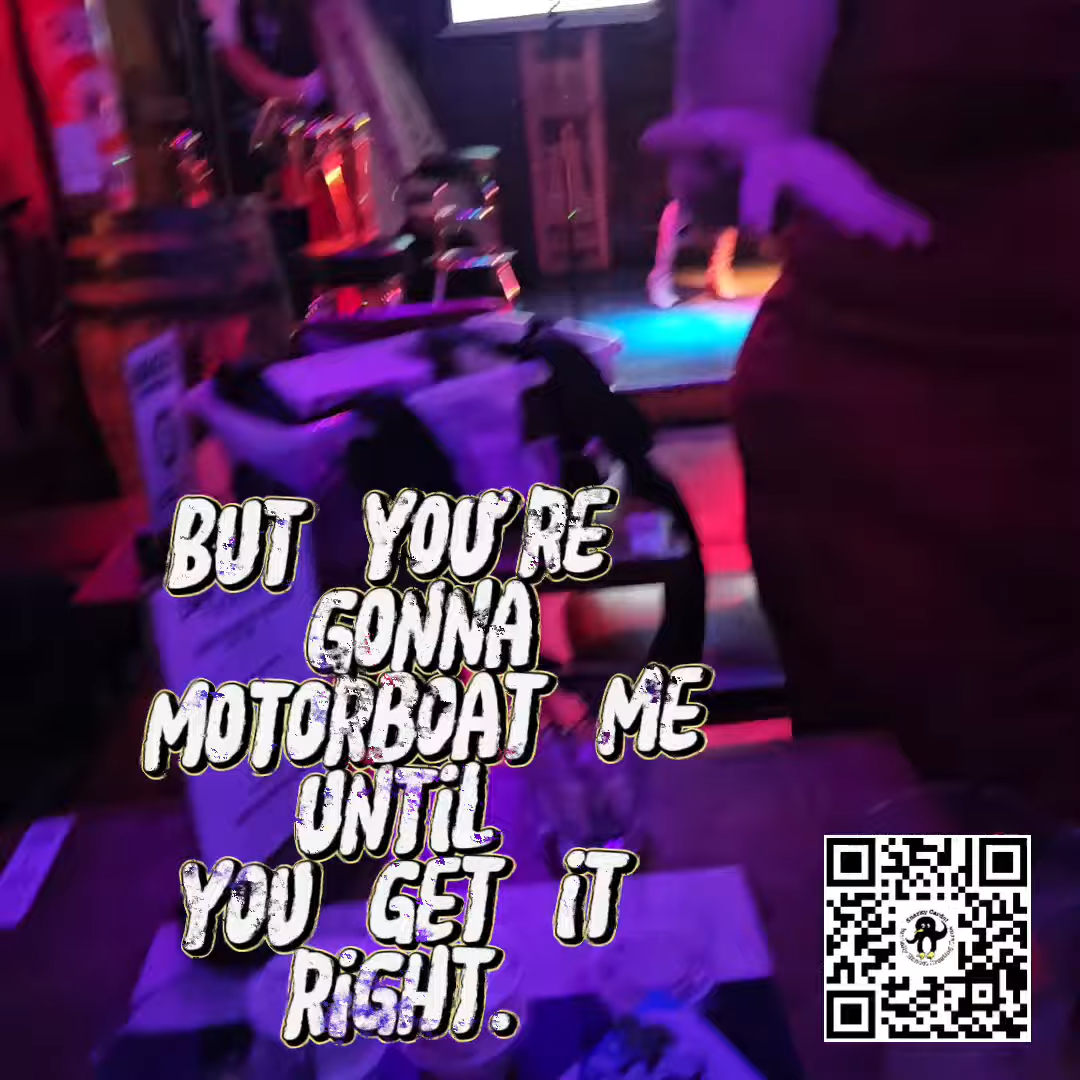 BUT YOU'RE
GONNA
MOTORBOAT ME
UNTIL
YOU GET IT
RIGHT.